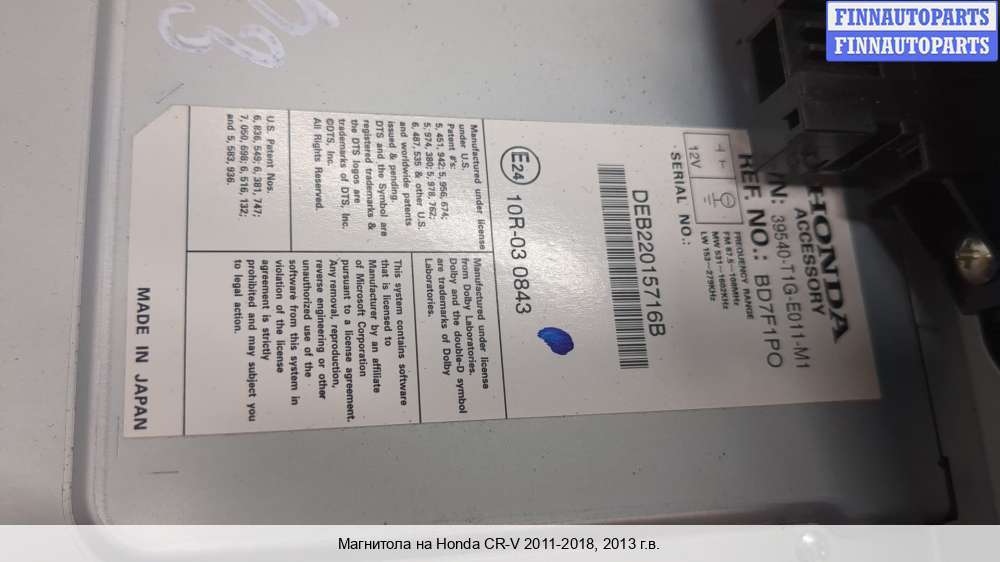 FINNAUTOPARTS
FINNAUTOPARTS
HONDA
ACCESSORY
39540-T1G-E011-M1
REF. NO.: BD7F1PO
12V
FREQUENCY RANGE
FM 87.5—108MHz
MW 531—1602KHz
LW 153—279KHz
SERIAL NO.:
DEB22015716B
E24 10R-03 0843
Manufactured under license
under U.S.
Patent #'s:
5, 451, 942; 5, 956, 674;
5, 974, 380; 5, 978, 762;
6, 487, 535 & other U.S.
and worldwide patents
issued & pending.
DTS and the Symbol are
registered trademarks &
the DTS logos are
trademarks of DTS, Inc.
©DTS, Inc.
All Rights Reserved.
U.S. Patent Nos.
6, 836, 549; 6, 381, 747;
7, 050, 698; 6, 516, 132;
and 5, 583, 936.
Manufactured under license
from Dolby Laboratories.
Dolby and the double-D symbol
are trademarks of Dolby
Laboratories.
This system contains software
that is licensed to
Manufacturer by an affiliate
of Microsoft Corporation
pursuant to a license agreement.
Any removal, reproduction,
reverse engineering or other
unauthorized use of the
software from this system in
violation of the license
agreement is strictly
prohibited and may subject you
to legal action.
MADE IN JAPAN
Магнитола на Honda CR-V 2011-2018, 2013 г.в.